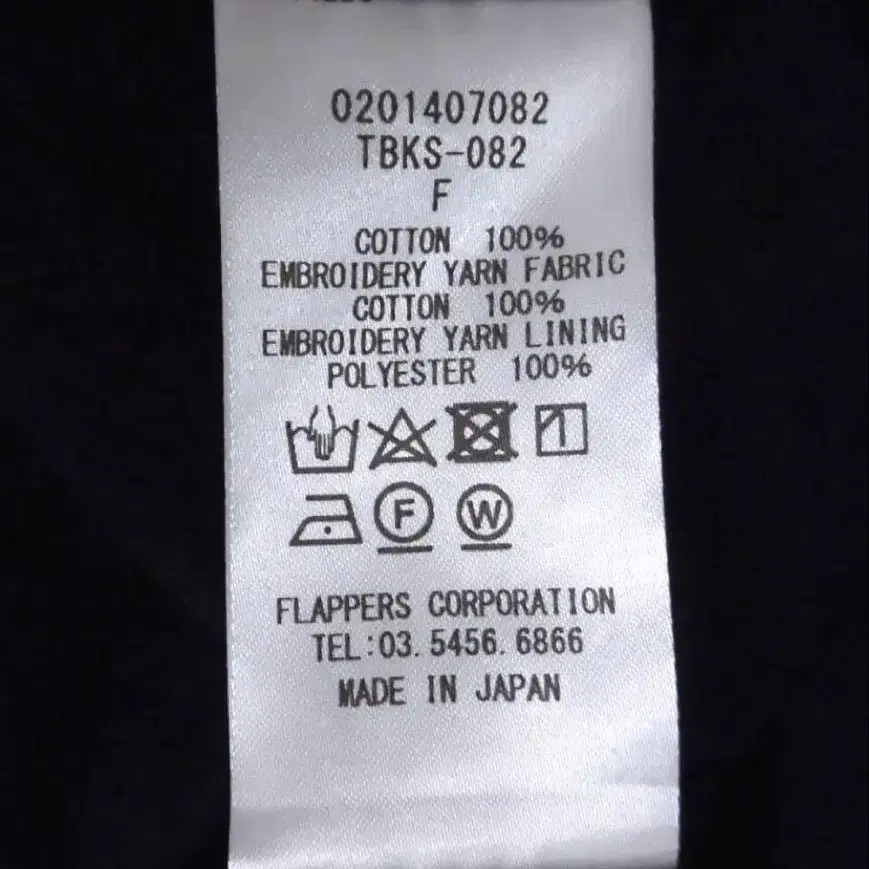 0201407082
TBKS-082
F
COTTON 100%
EMBROIDERY YARN FABRIC
COTTON 100%
EMBROIDERY YARN LINING
POLYESTER 100%
F W
FLAPPERS CORPORATION
TEL:03.5456.6866
MADE IN JAPAN